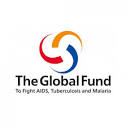 The Global Fund
To Fight AIDS, Tuberculosis and Malaria